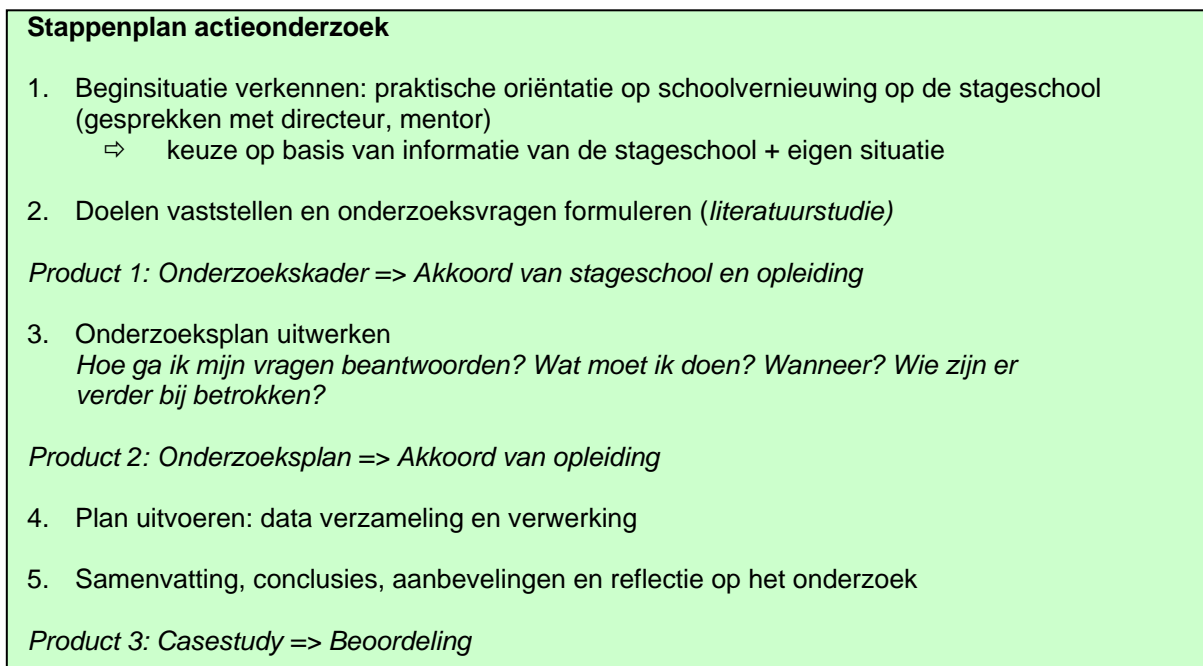 Stappenplan actieonderzoek
1. Beginsituatie verkennen: praktische oriëntatie op schoolvernieuwing op de stageschool
(gesprekken met directeur, mentor)
⇨ keuze op basis van informatie van de stageschool + eigen situatie
2. Doelen vaststellen en onderzoeksvragen formuleren (literatuurstudie)
Product 1: Onderzoekskader => Akkoord van stageschool en opleiding
3. Onderzoeksplan uitwerken
Hoe ga ik mijn vragen beantwoorden? Wat moet ik doen? Wanneer? Wie zijn er
verder bij betrokken?
Product 2: Onderzoeksplan => Akkoord van opleiding
4. Plan uitvoeren: data verzameling en verwerking
5. Samenvatting, conclusies, aanbevelingen en reflectie op het onderzoek
Product 3: Casestudy => Beoordeling